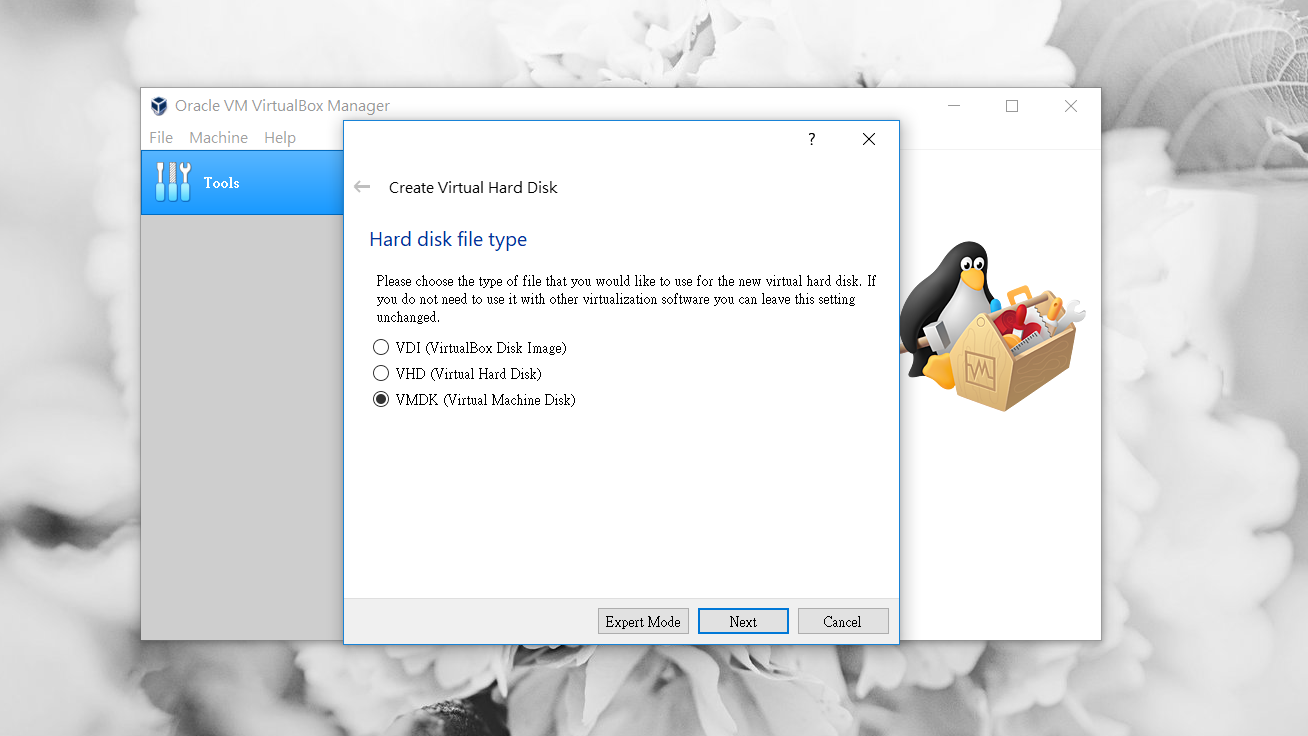 Oracle VM VirtualBox Manager
File Machine Help
Tools
?
Create Virtual Hard Disk
Hard disk file type
Please choose the type of file that you would like to use for the new virtual hard disk. If
you do not need to use it with other virtualization software you can leave this setting
unchanged.
VDI (VirtualBox Disk Image)
VHD (Virtual Hard Disk)
VMDK (Virtual Machine Disk)
Expert Mode Next Cancel